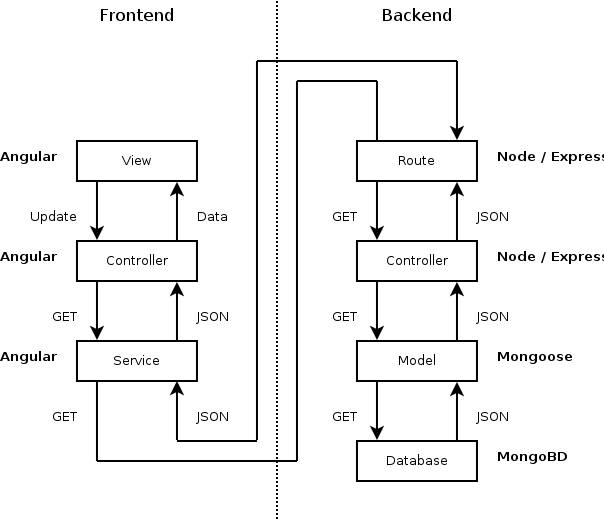 Frontend Backend
Angular View Route Node / Express
Update Data GET JSON
Angular Controller Controller Node / Express
GET JSON GET JSON
Angular Service Model Mongoose
GET JSON GET JSON
Database MongoBD